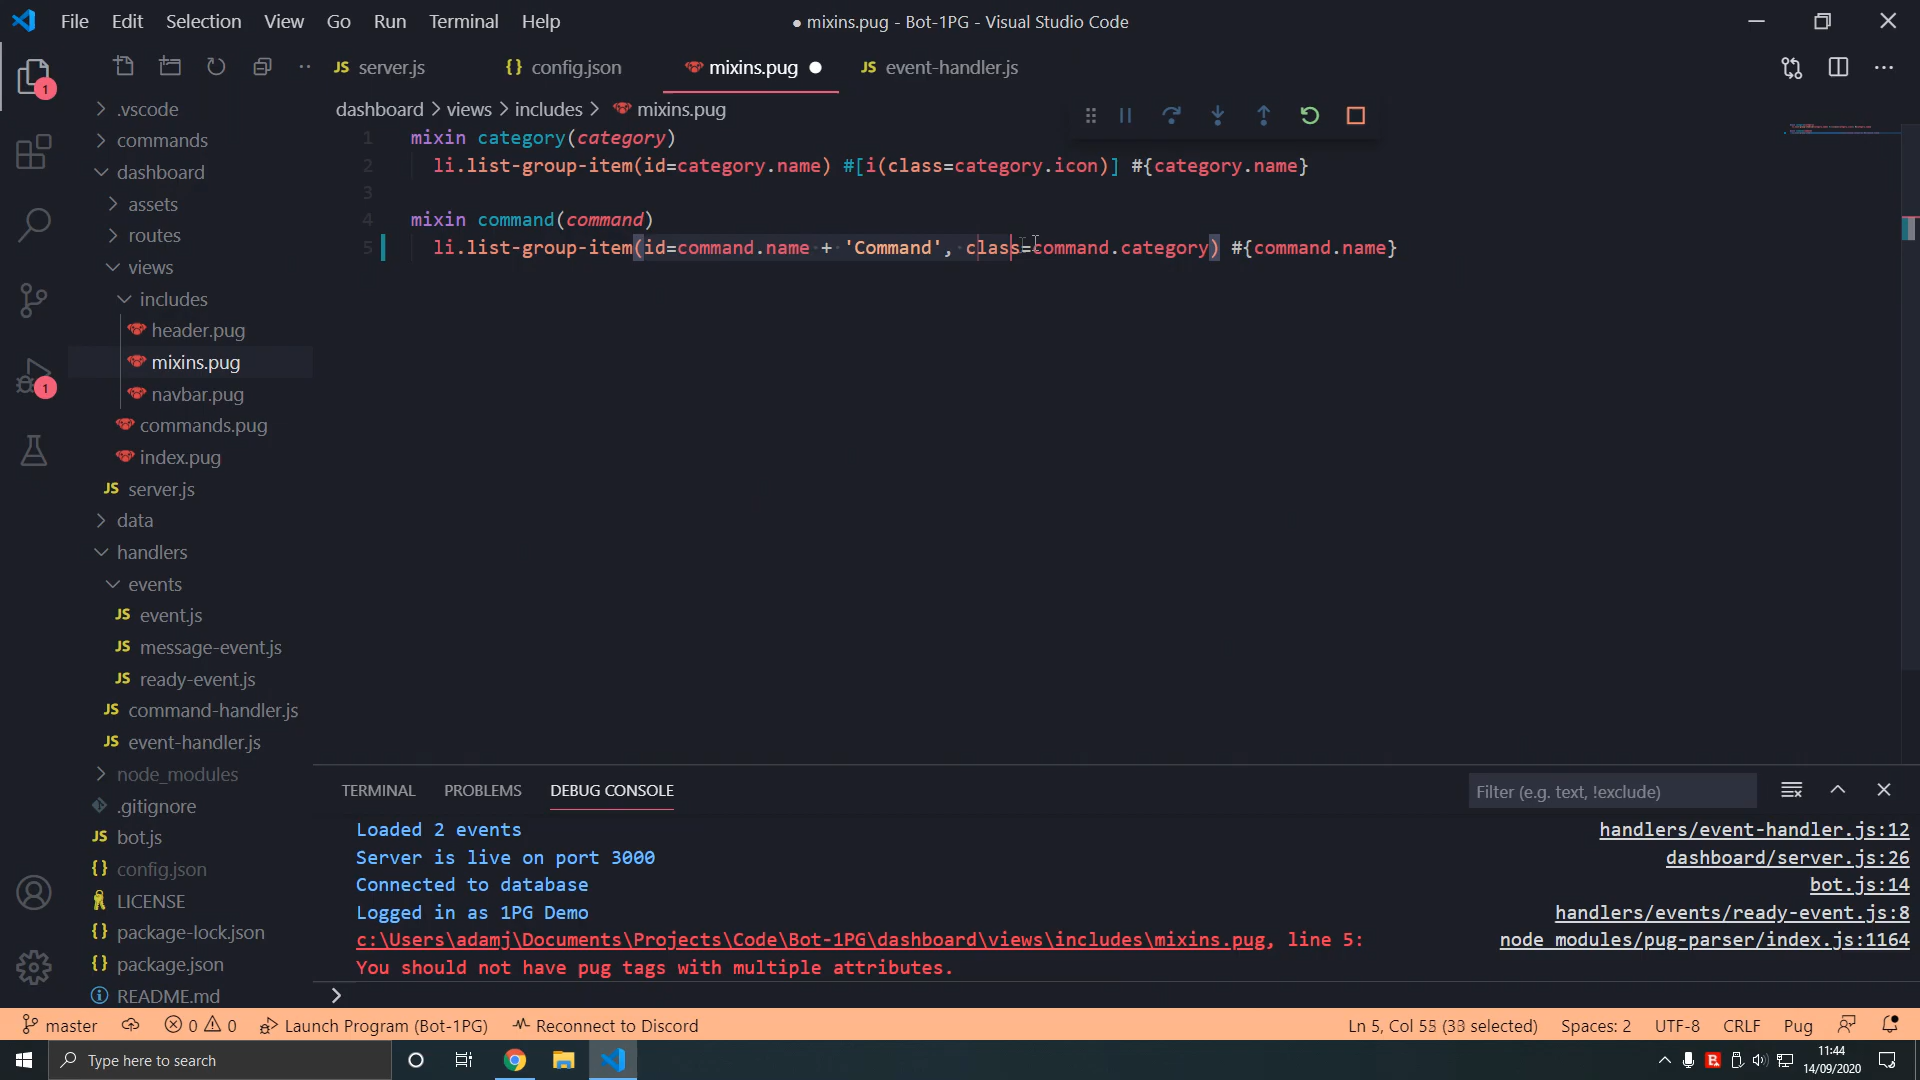 File Edit Selection View Go Run Terminal Help
● mixins.pug - Bot-1PG - Visual Studio Code
JS server.js {} config.json mixins.pug ● JS event-handler.js
dashboard > views > includes > mixins.pug
1
.vscode
commands
dashboard
assets
routes
views
includes
header.pug
mixins.pug
navbar.pug
commands.pug
index.pug
JS server.js
data
handlers
events
JS event.js
JS message-event.js
JS ready-event.js
JS command-handler.js
JS event-handler.js
node_modules
.gitignore
JS bot.js
{} config.json
LICENSE
{} package-lock.json
{} package.json
README.md
1
1 mixin category(category)
2 li.list-group-item(id=category.name) #[i(class=category.icon)] #{category.name}
3
4 mixin command(command)
5 li.list-group-item(id=command.name + 'Command', class=command.category) #{command.name}
TERMINAL PROBLEMS DEBUG CONSOLE
Filter (e.g. text, !exclude)
Loaded 2 events handlers/event-handler.js:12
Server is live on port 3000 dashboard/server.js:26
Connected to database bot.js:14
Logged in as 1PG Demo handlers/events/ready-event.js:8
c:\Users\adamj\Documents\Projects\Code\Bot-1PG\dashboard\views\includes\mixins.pug, line 5: node_modules/pug-parser/index.js:1164
You should not have pug tags with multiple attributes.
master 0 0 Launch Program (Bot-1PG) Reconnect to Discord
Ln 5, Col (33 selected) Spaces: 2 UTF-8 CRLF Pug
Type here to search
11:44
14/09/2020